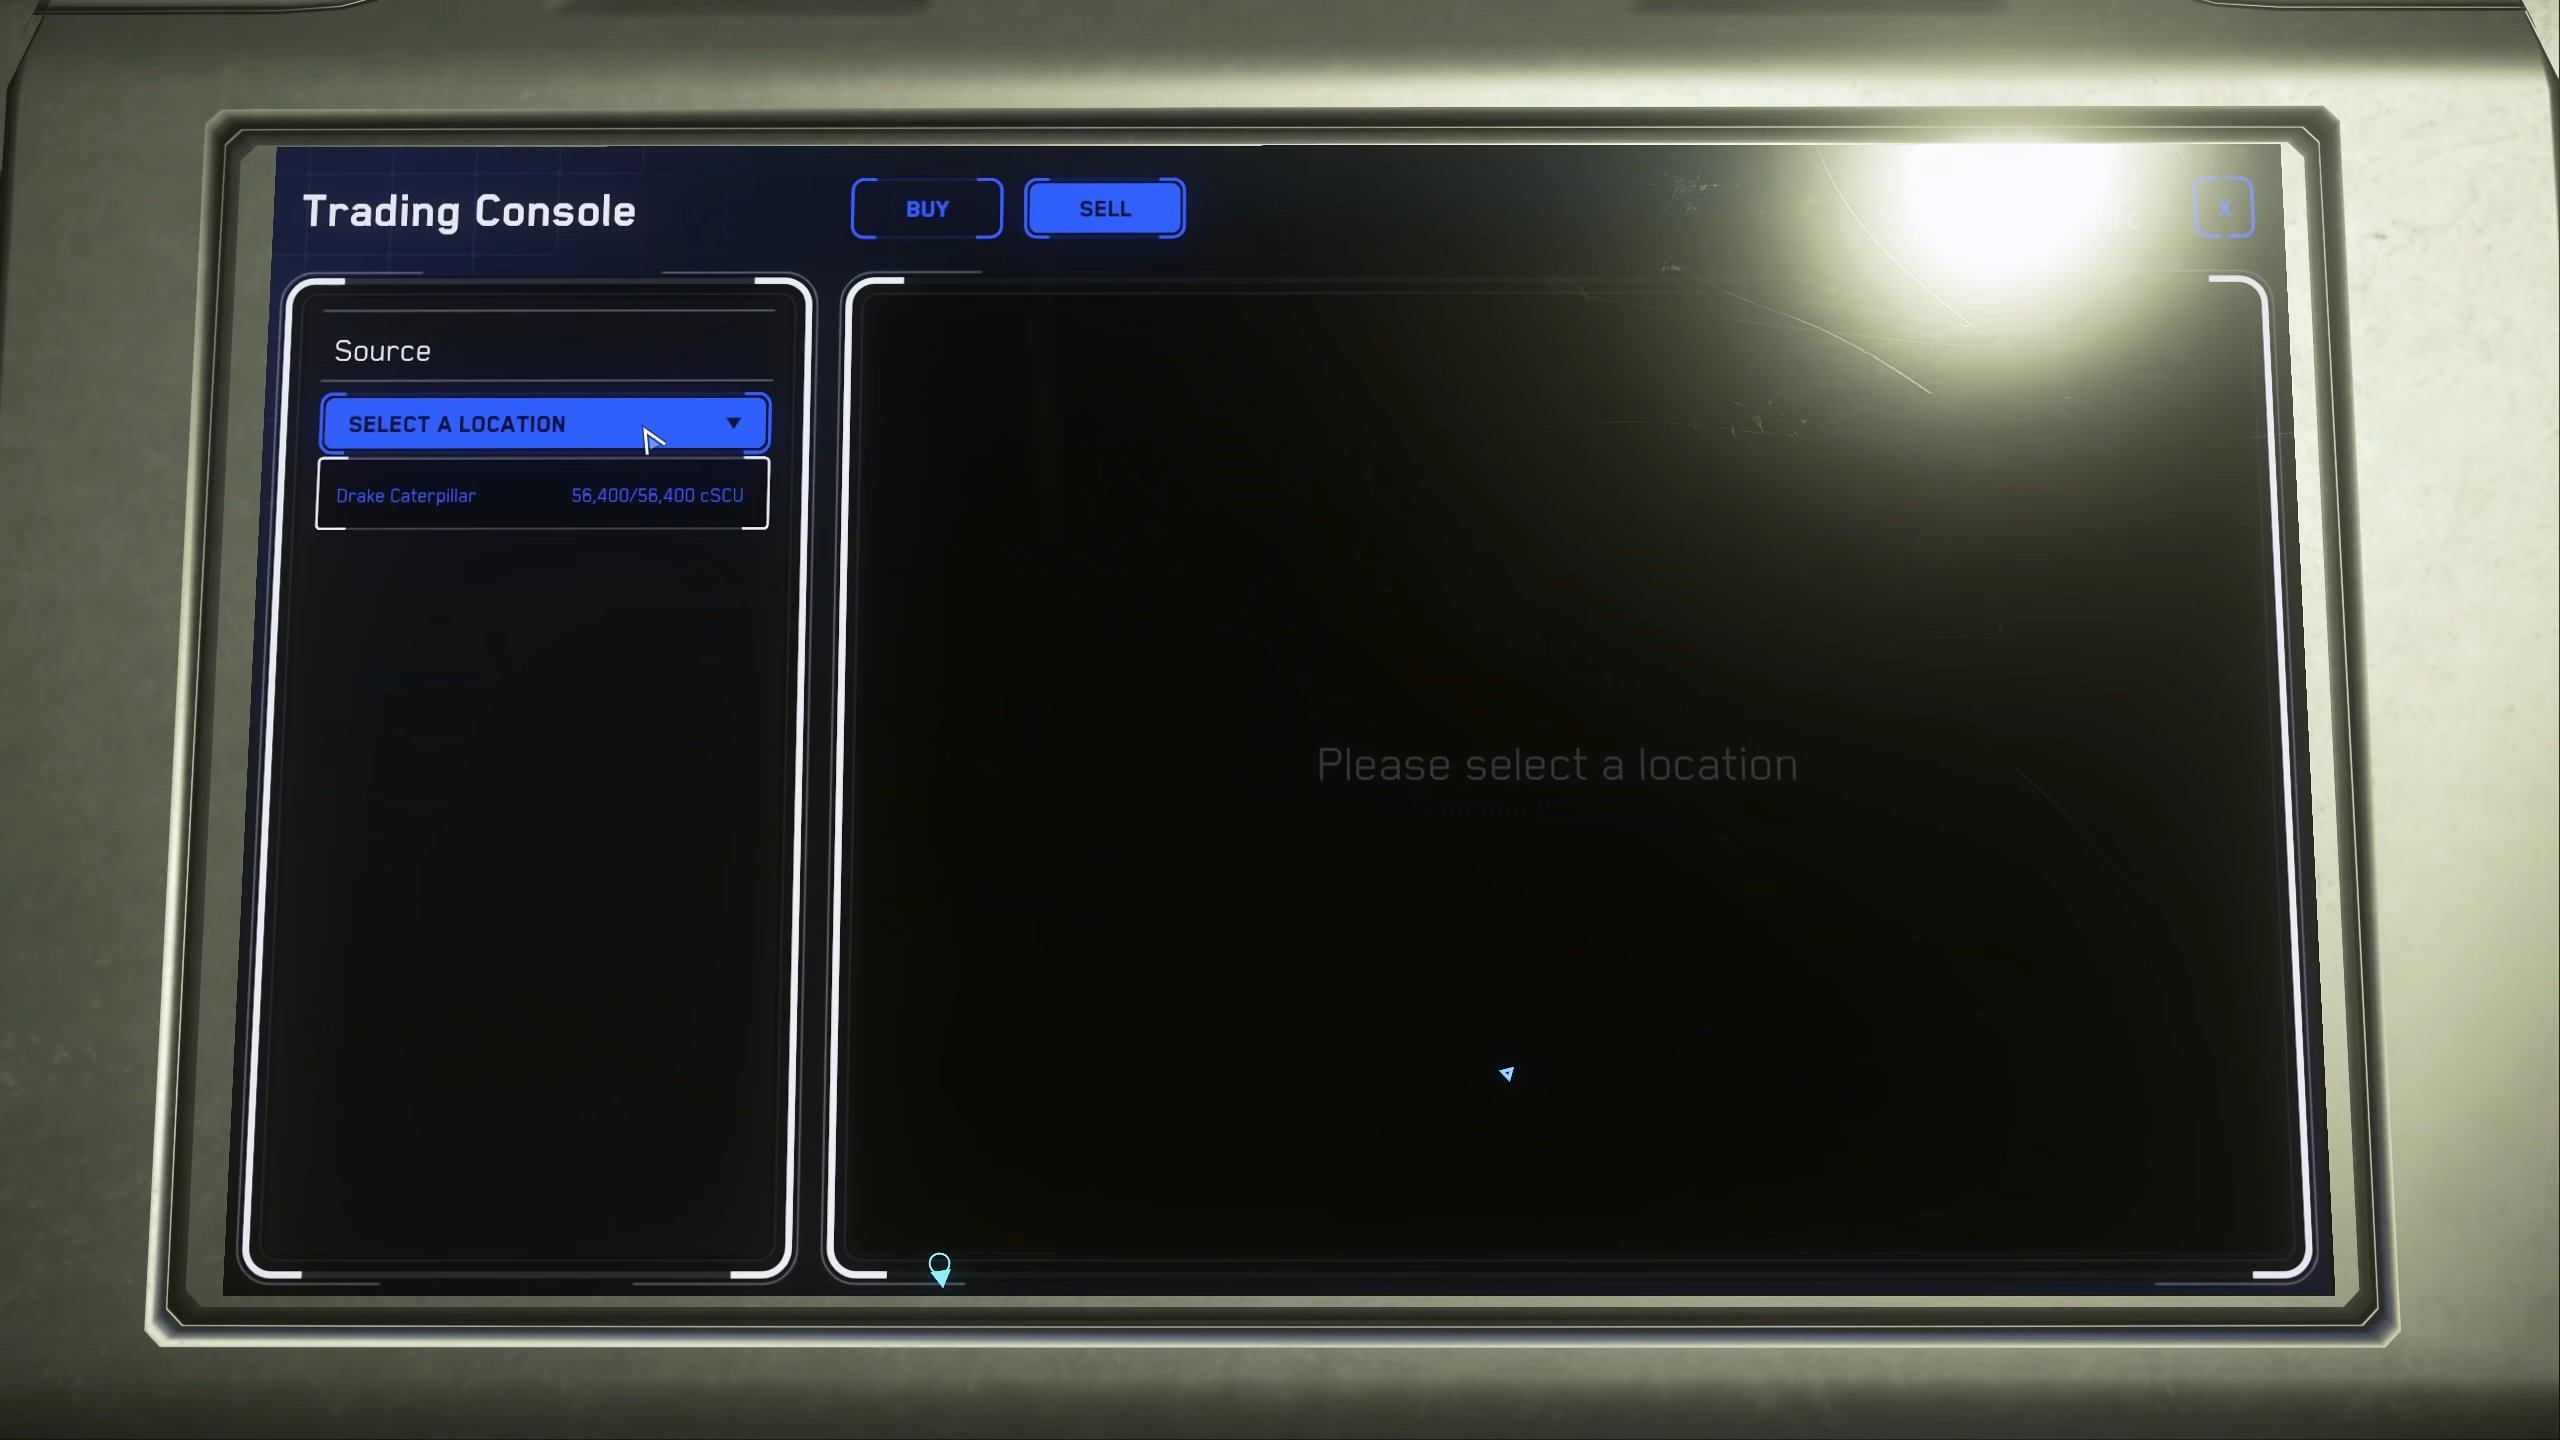 Trading Console
BUY
SELL
X
Source
SELECT A LOCATION
Drake Caterpillar 56,400/56,400 cSCU
Please select a location